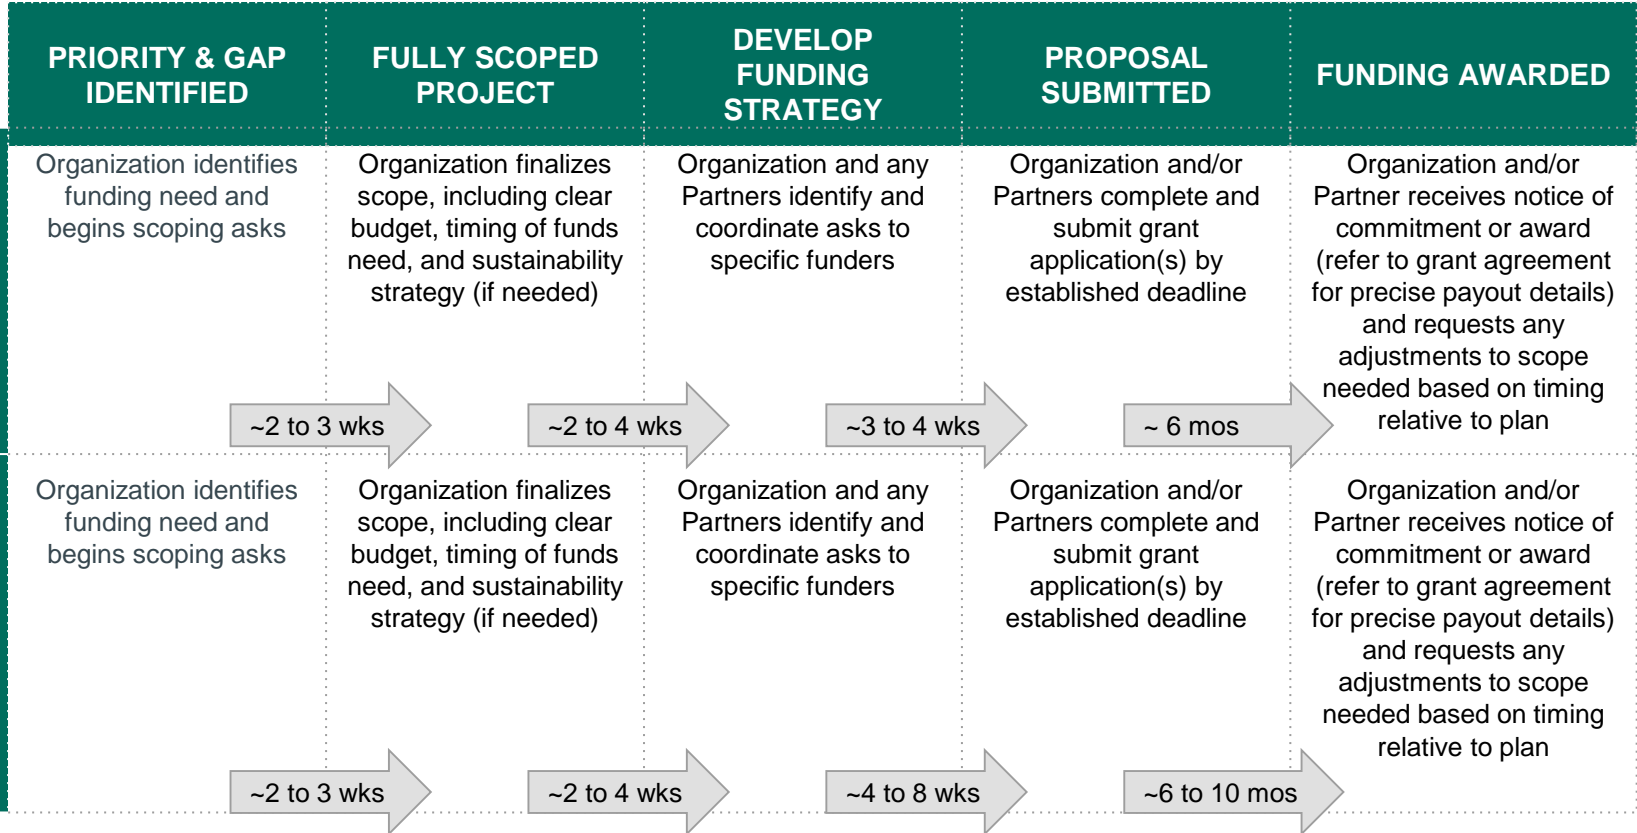 PRIORITY & GAP
IDENTIFIED
FULLY SCOPED
PROJECT
DEVELOP
FUNDING
STRATEGY
PROPOSAL
SUBMITTED
FUNDING AWARDED
Organization identifies
funding need and
begins scoping asks
Organization finalizes
scope, including clear
budget, timing of funds
need, and sustainability
strategy (if needed)
Organization and any
Partners identify and
coordinate asks to
specific funders
Organization and/or
Partners complete and
submit grant
application(s) by
established deadline
Organization and/or
Partner receives notice of
commitment or award
(refer to grant agreement
for precise payout details)
and requests any
adjustments to scope
needed based on timing
relative to plan
~2 to 3 wks
~2 to 4 wks
~3 to 4 wks
~ 6 mos
Organization identifies
funding need and
begins scoping asks
Organization finalizes
scope, including clear
budget, timing of funds
need, and sustainability
strategy (if needed)
Organization and any
Partners identify and
coordinate asks to
specific funders
Organization and/or
Partners complete and
submit grant
application(s) by
established deadline
Organization and/or
Partner receives notice of
commitment or award
(refer to grant agreement
for precise payout details)
and requests any
adjustments to scope
needed based on timing
relative to plan
~2 to 3 wks
~2 to 4 wks
~4 to 8 wks
~6 to 10 mos